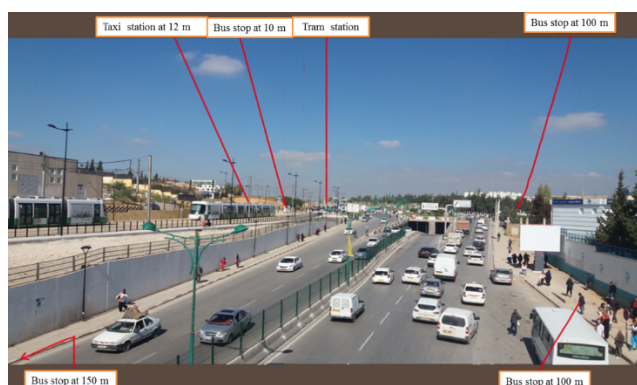 Taxi station at 12 m
Bus stop at 10 m
Tram station
Bus stop at 100 m
Bus stop at 150 m
Bus stop at 100 m